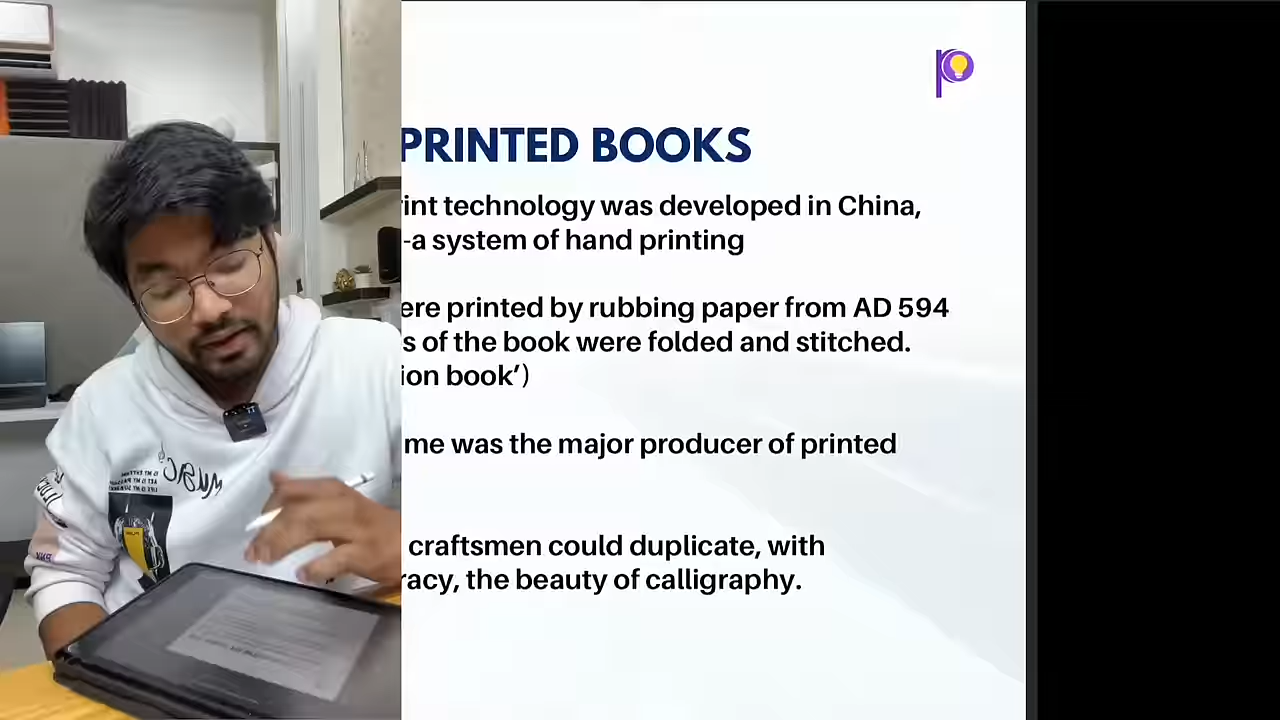 PRINTED BOOKS
rint technology was developed in China,
-a system of hand printing
ere printed by rubbing paper from AD 594
s of the book were folded and stitched.
ion book’)
me was the major producer of printed
craftsmen could duplicate, with
racy, the beauty of calligraphy.
MUSIC